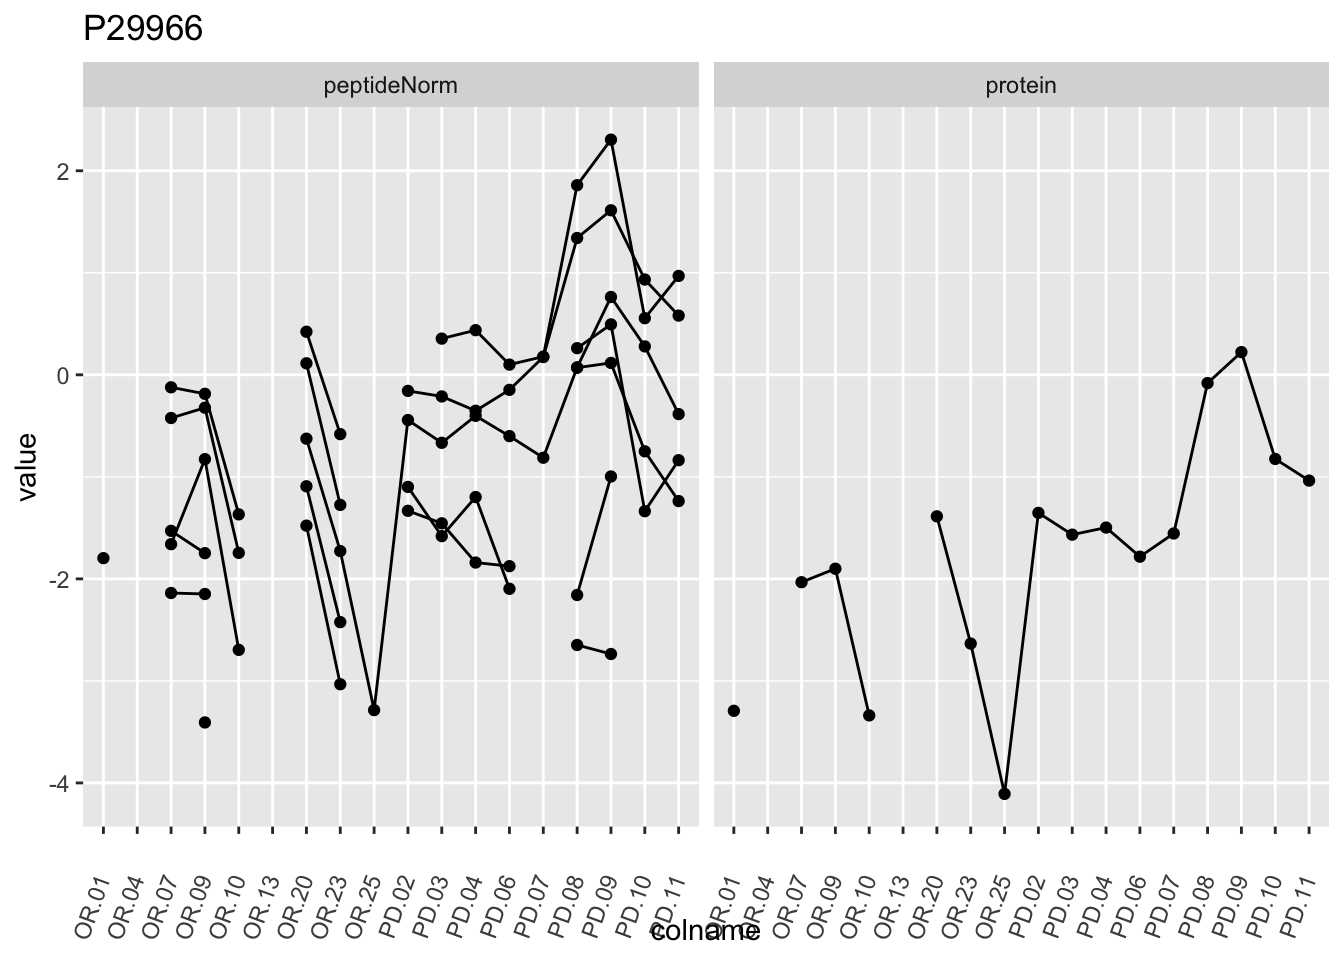 P29966
peptideNorm protein
2
0
-2
-4
value
OR.01 OR.04 OR.07 OR.09 OR.10 OR.13 OR.20 OR.23 OR.25 PD.02 PD.03 PD.04 PD.06 PD.07 PD.08 PD.09 PD.10 PD.11 OR.01 OR.04 OR.07 OR.09 OR.10 OR.13 OR.20 OR.23 OR.25 PD.02 PD.03 PD.04 PD.06 PD.07 PD.08 PD.09 PD.10 PD.11
colname